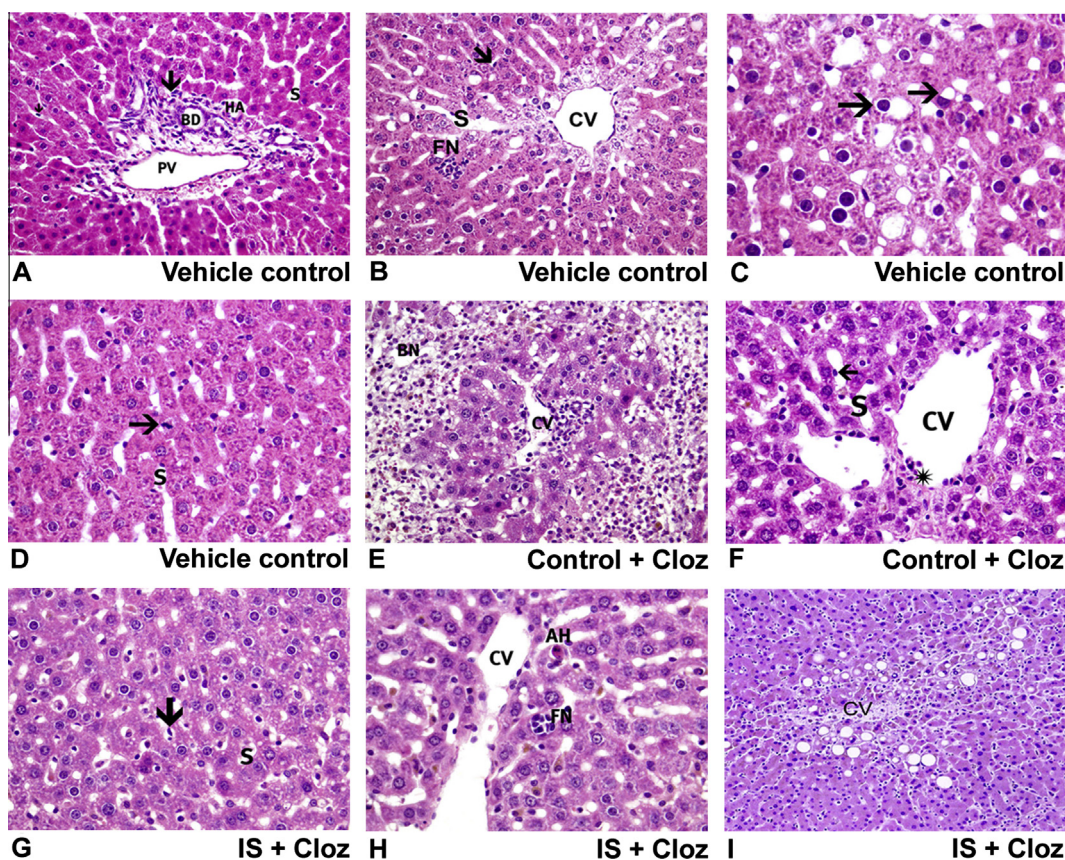 HA
S
BD
PV
A Vehicle control
S
CV
FN
B Vehicle control
C Vehicle control
S
D Vehicle control
BN
CV
E Control + Cloz
S
CV
F Control + Cloz
S
G IS + Cloz
AH
CV
FN
H IS + Cloz
CV
I IS + Cloz